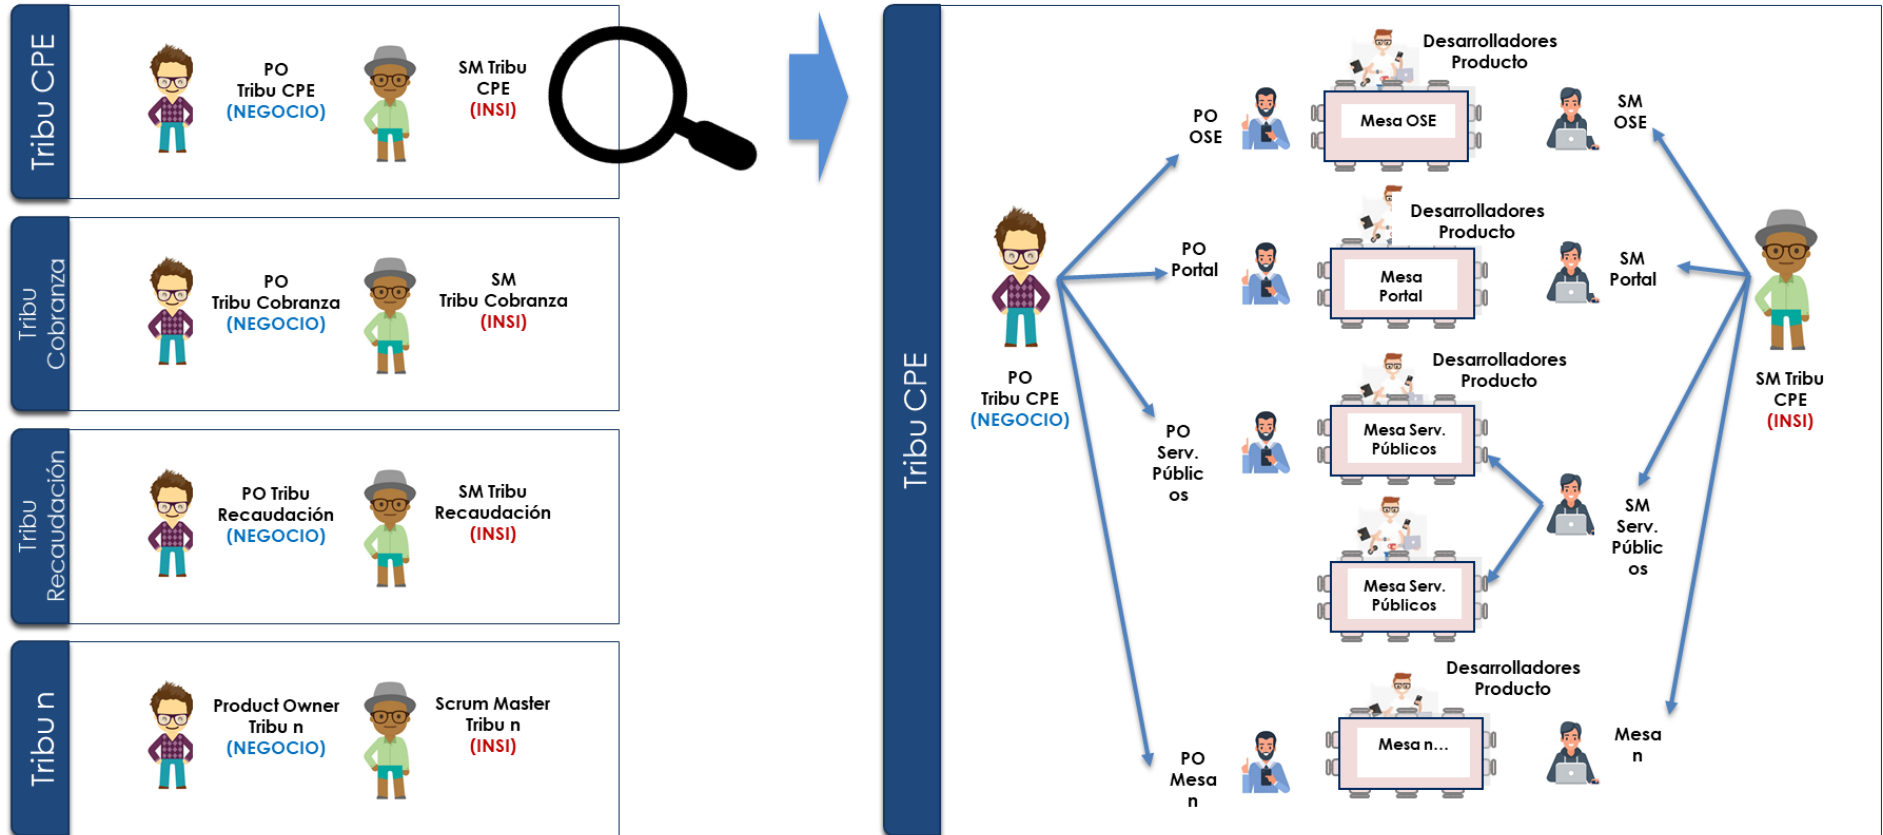 Tribu CPE
PO
Tribu CPE
(NEGOCIO)
SM Tribu
CPE
(INSI)
Tribu
Cobranza
PO
Tribu Cobranza
(NEGOCIO)
SM
Tribu Cobranza
(INSI)
Tribu
Recaudación
PO Tribu
Recaudación
(NEGOCIO)
SM Tribu
Recaudación
(INSI)
Tribu n
Product Owner
Tribu n
(NEGOCIO)
Scrum Master
Tribu n
(INSI)
Tribu CPE
PO
Tribu CPE
(NEGOCIO)
PO
OSE
Desarrolladores
Producto
Mesa OSE
SM
OSE
PO
Portal
Desarrolladores
Producto
Mesa
Portal
SM
Portal
PO
Serv.
Públic
os
Desarrolladores
Producto
Mesa Serv.
Públicos
Mesa Serv.
Públicos
SM
Serv.
Públic
os
PO
Mesa
n
Desarrolladores
Producto
Mesa n...
Mesa
n
SM Tribu
CPE
(INSI)